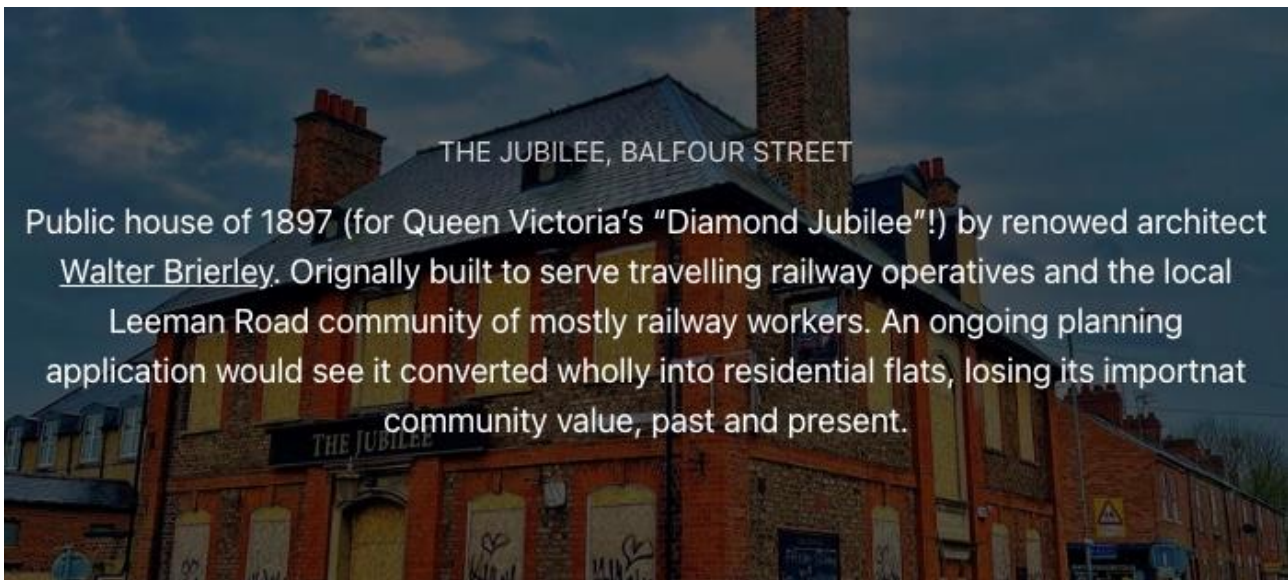 THE JUBILEE, BALFOUR STREET
Public house of 1897 (for Queen Victoria’s “Diamond Jubilee”!) by renowed architect
Walter Brierley. Orignally built to serve travelling railway operatives and the local
Leeman Road community of mostly railway workers. An ongoing planning
application would see it converted wholly into residential flats, losing its importnat
community value, past and present.
THE JUBILEE